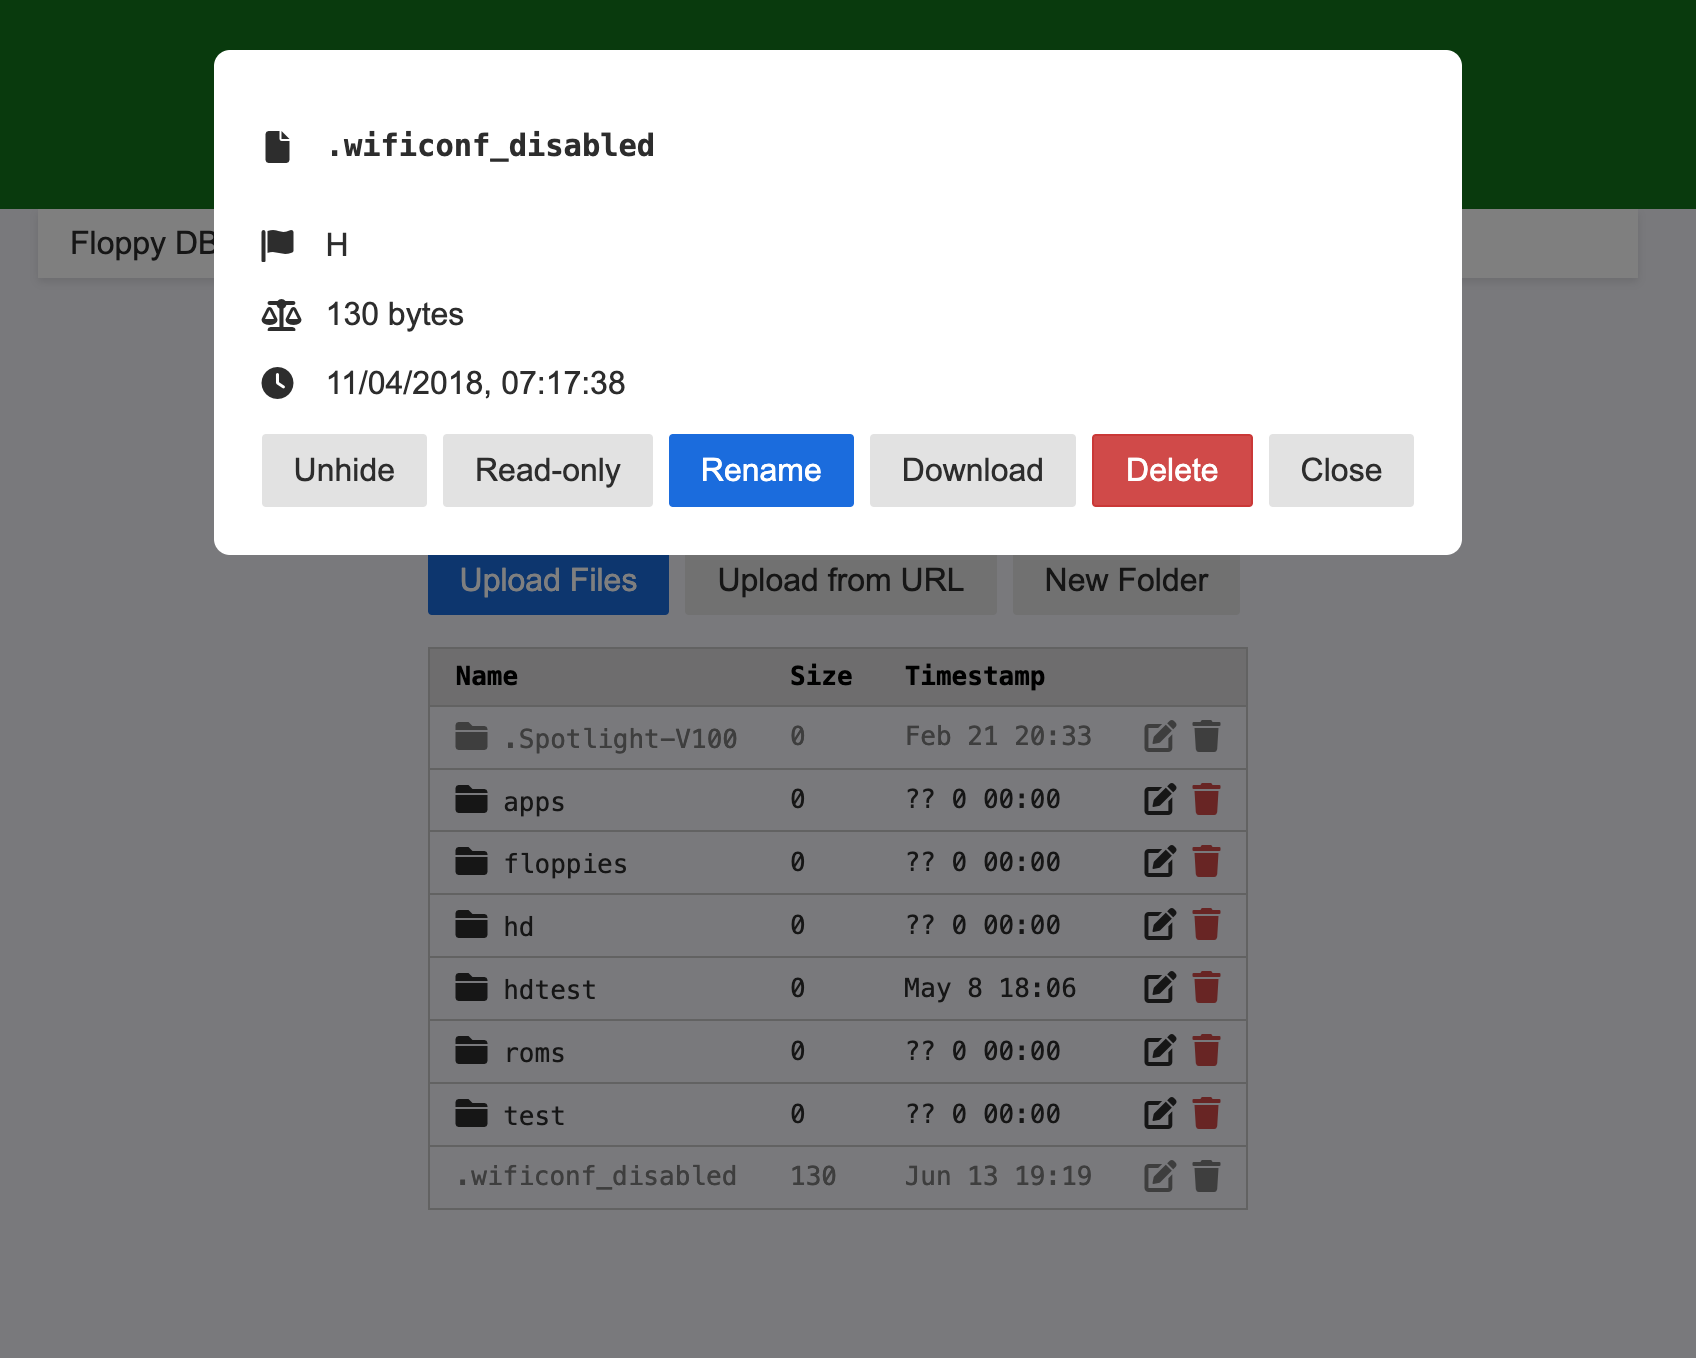 .wificonf_disabled
H
130 bytes
11/04/2018, 07:17:38
Unhide Read-only Rename Download Delete Close
Floppy DB
Upload Files Upload from URL New Folder
Name Size Timestamp
.Spotlight-V100 0 Feb 21 20:33
apps 0 ?? 0 00:00
floppies 0 ?? 0 00:00
hd 0 ?? 0 00:00
hdtest 0 May 8 18:06
roms 0 ?? 0 00:00
test 0 ?? 0 00:00
.wificonf_disabled 130 Jun 13 19:19